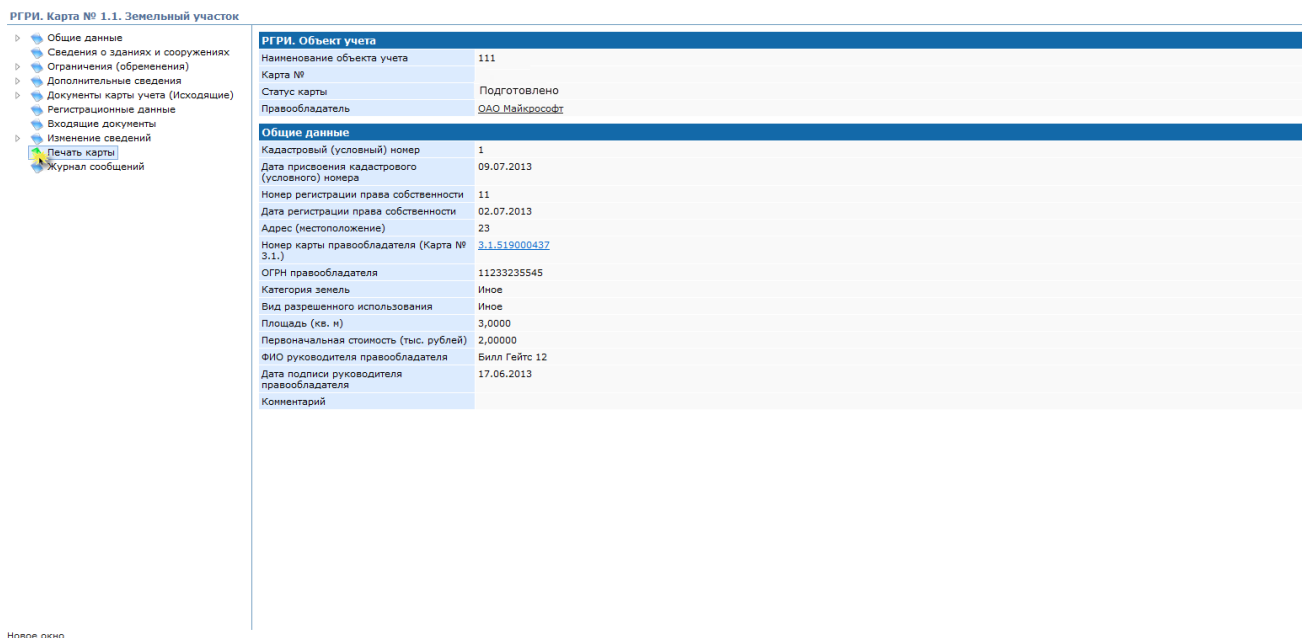 РГРИ. Карта № 1.1. Земельный участок
Общие данные
Сведения о зданиях и сооружениях
Ограничения (обременения)
Дополнительные сведения
Документы карты учета (Исходящие)
Регистрационные данные
Входящие документы
Изменение сведений
Печать карты
Журнал сообщений
РГРИ. Объект учета
Наименование объекта учета 111
Карта №
Статус карты Подготовлено
Правообладатель ОАО Майкрософт
Общие данные
Кадастровый (условный) номер 1
Дата присвоения кадастрового 09.07.2013
(условного) номера
Номер регистрации права собственности 11
Дата регистрации права собственности 02.07.2013
Адрес (местоположение) 23
Номер карты правообладателя (Карта № 3.1.519000437
3.1.)
ОГРН правообладателя 11233235545
Категория земель Иное
Вид разрешенного использования Иное
Площадь (кв. м) 3,0000
Первоначальная стоимость (тыс. рублей) 2,00000
ФИО руководителя правообладателя Билл Гейтс 12
Дата подписи руководителя 17.06.2013
правообладателя
Комментарий
Новое окно